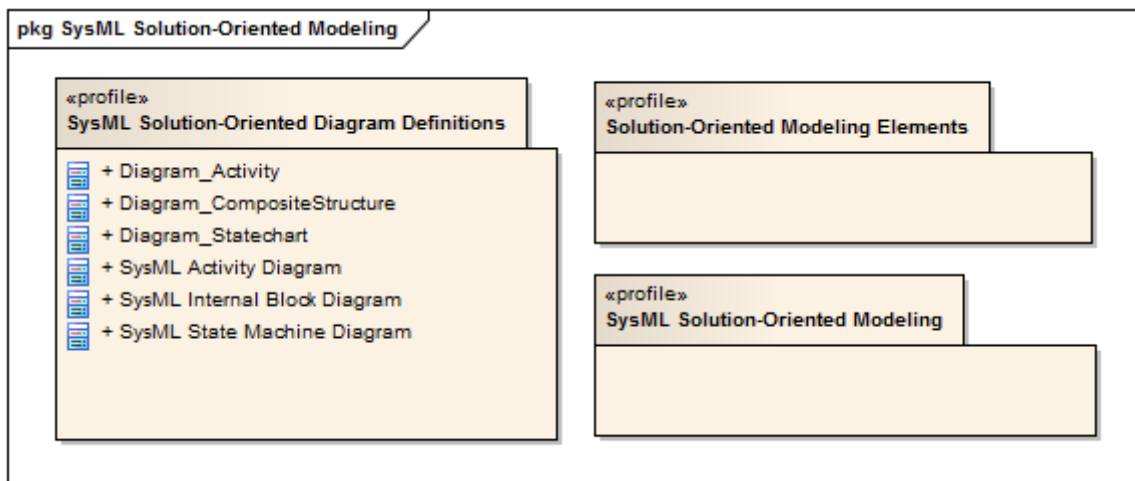 pkg SysML Solution-Oriented Modeling
«profile»
SysML Solution-Oriented Diagram Definitions
+ Diagram_Activity
+ Diagram_CompositeStructure
+ Diagram_Statechart
+ SysML Activity Diagram
+ SysML Internal Block Diagram
+ SysML State Machine Diagram
«profile»
Solution-Oriented Modeling Elements
«profile»
SysML Solution-Oriented Modeling